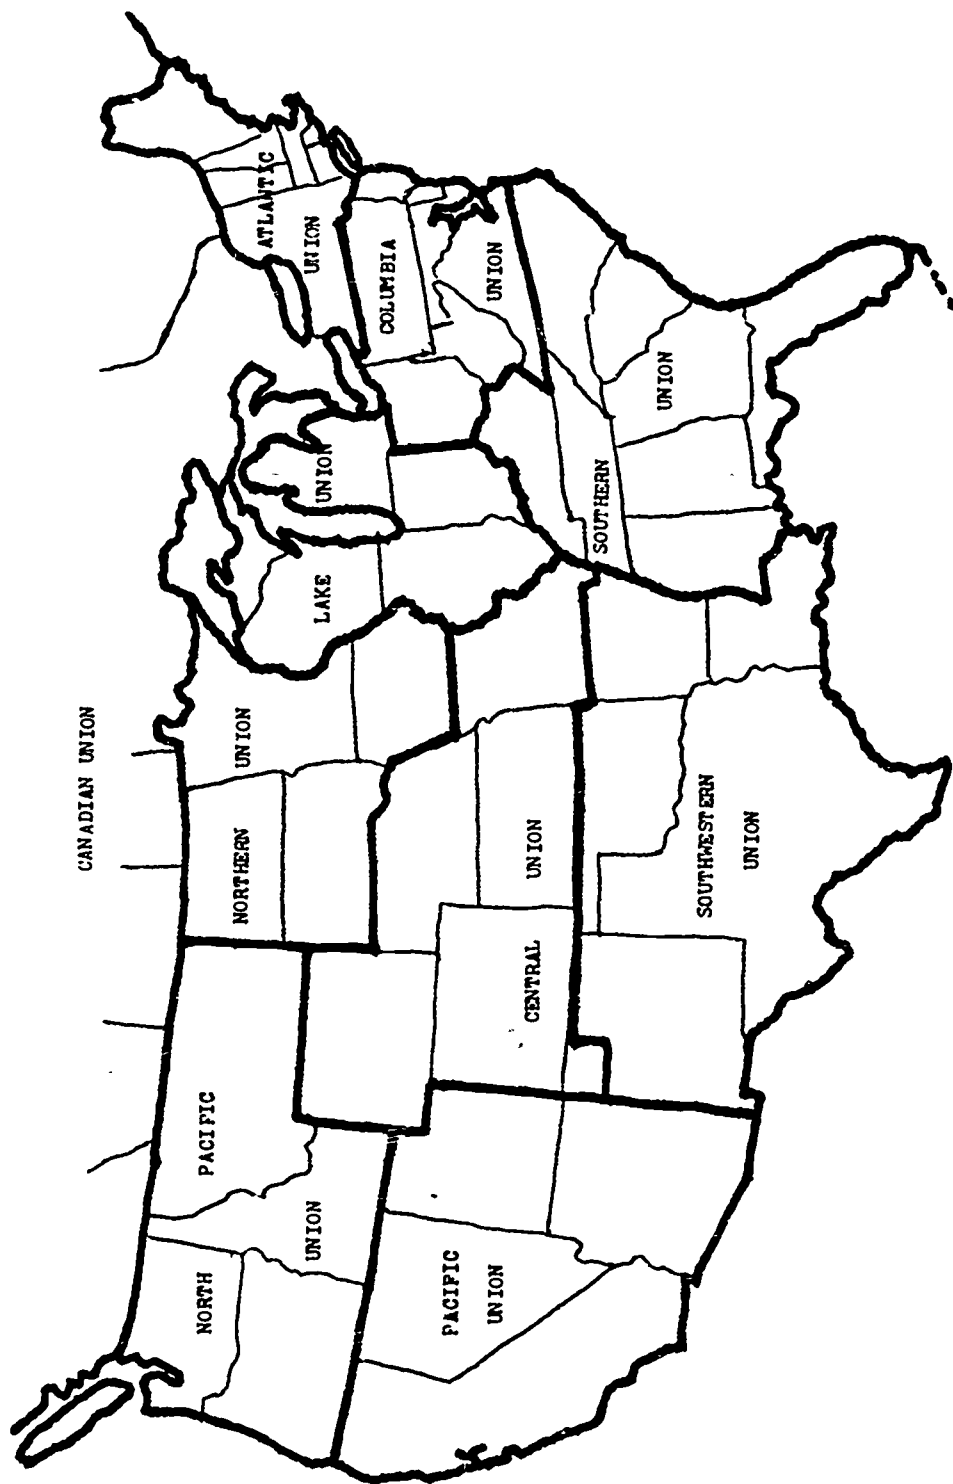 CANADIAN UNION
NORTH
PACIFIC
UNION
NORTHERN
UNION
LAKE
UNION
ATLANTIC
UNION
COLUMBIA
UNION
PACIFIC
UNION
CENTRAL
UNION
SOUTHWESTERN
UNION
SOUTHERN
UNION